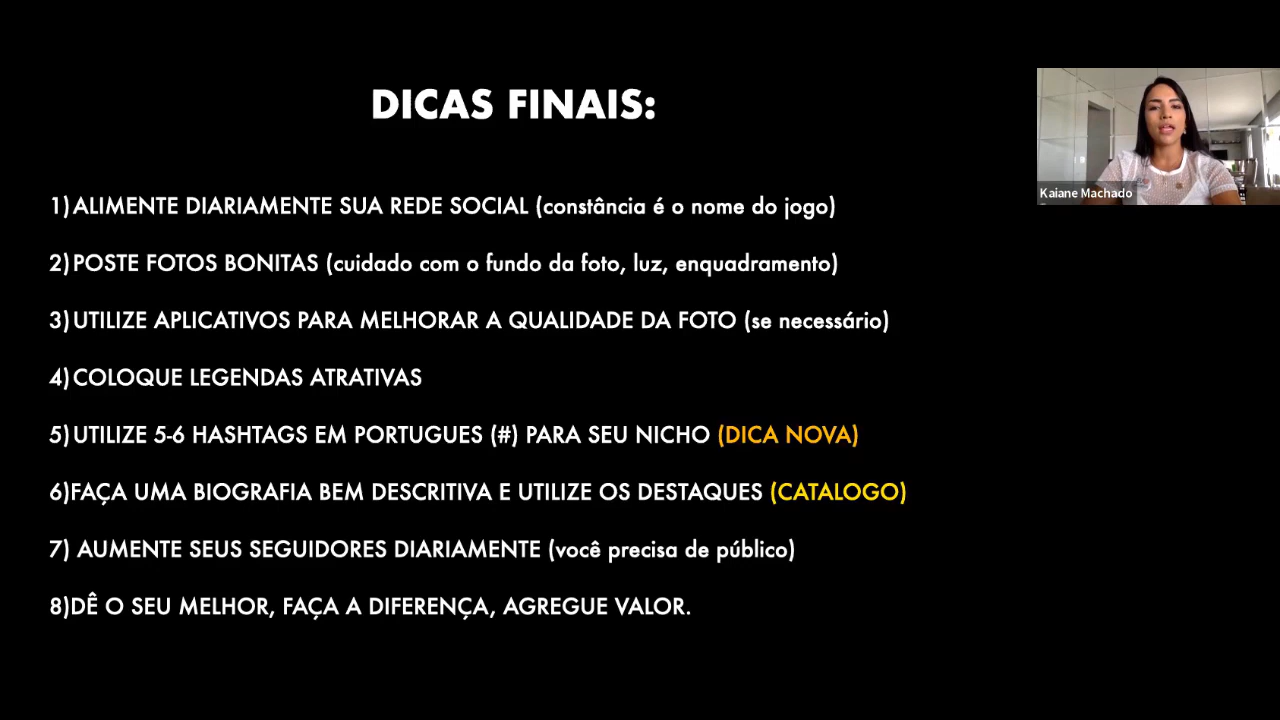 DICAS FINAIS:
Kaiane Machado
1) ALIMENTE DIARIAMENTE SUA REDE SOCIAL (constância é o nome do jogo)
2) POSTE FOTOS BONITAS (cuidado com o fundo da foto, luz, enquadramento)
3) UTILIZE APLICATIVOS PARA MELHORAR A QUALIDADE DA FOTO (se necessário)
4) COLOQUE LEGENDAS ATRATIVAS
5) UTILIZE 5-6 HASHTAGS EM PORTUGUES (#) PARA SEU NICHO (DICA NOVA)
6)FAÇA UMA BIOGRAFIA BEM DESCRITIVA E UTILIZE OS DESTAQUES (CATALOGO)
7) AUMENTE SEUS SEGUIDORES DIARIAMENTE (você precisa de público)
8)DÊ O SEU MELHOR, FAÇA A DIFERENÇA, AGREGUE VALOR.